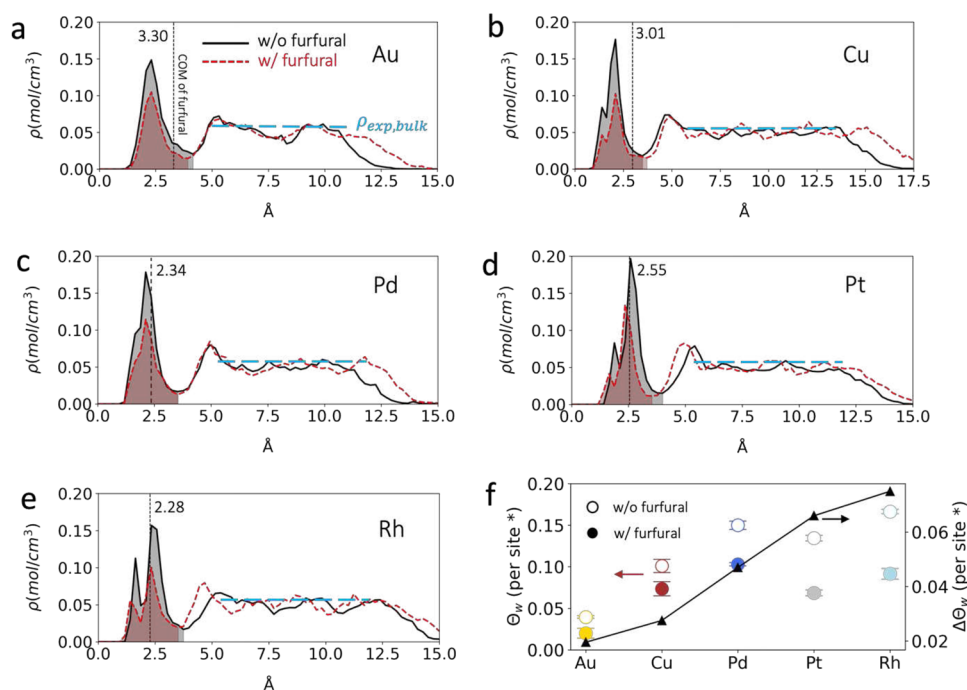 a
0.20
0.15
0.10
0.05
0.00
ρ(mol/cm³)
3.30
w/o furfural
w/ furfural
Au
COM of furfural
ρexp,bulk
0.0 2.5 5.0 7.5 10.0 12.5 15.0
Å
b
0.20
0.15
0.10
0.05
0.00
ρ(mol/cm³)
3.01
Cu
0.0 2.5 5.0 7.5 10.0 12.5 15.0 17.5
Å
c
0.20
0.15
0.10
0.05
0.00
ρ(mol/cm³)
2.34
Pd
0.0 2.5 5.0 7.5 10.0 12.5 15.0
Å
d
0.20
0.15
0.10
0.05
0.00
ρ(mol/cm³)
2.55
Pt
0.0 2.5 5.0 7.5 10.0 12.5 15.0
Å
e
0.20
0.15
0.10
0.05
0.00
ρ(mol/cm³)
2.28
Rh
0.0 2.5 5.0 7.5 10.0 12.5 15.0
Å
f
0.20
0.15
0.10
0.05
0.00
Θw (per site *)
w/o furfural
w/ furfural
0.06
0.04
0.02
ΔΘw (per site *)
Au Cu Pd Pt Rh